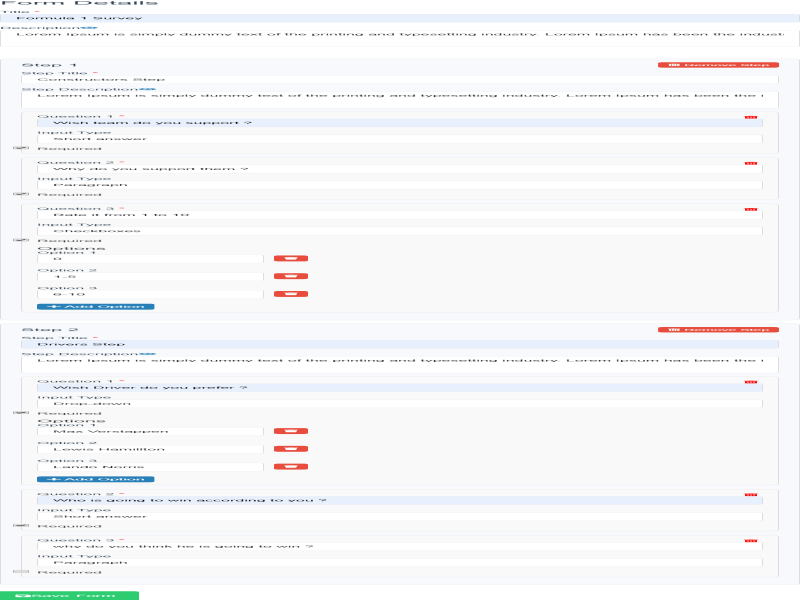 Form Details
Title *
Formula 1 Survey
Description
Lorem Ipsum is simply dummy text of the printing and typesetting industry. Lorem Ipsum has been the indust
Step 1
Remove Step
Step Title *
Constructors Step
Step Description
Lorem Ipsum is simply dummy text of the printing and typesetting industry. Lorem Ipsum has been the i
Question 1 *
Wish team do you support ?
Input Type
Short answer
Required
Question 2 *
Why do you support them ?
Input Type
Paragraph
Required
Question 3 *
Rate it from 1 to 10
Input Type
Checkboxes
Required
Options
Option 1
0
Option 2
1-5
Option 3
6-10
+ Add Option
Step 2
Remove Step
Step Title *
Drivers Step
Step Description
Lorem Ipsum is simply dummy text of the printing and typesetting industry. Lorem Ipsum has been the i
Question 1 *
Wish Driver do you prefer ?
Input Type
Drop-down
Required
Options
Option 1
Max Verstappen
Option 2
Lewis Hamillton
Option 3
Lando Norris
+ Add Option
Question 2 *
Who is going to win according to you ?
Input Type
Short answer
Required
Question 3 *
why do you think he is going to win ?
Input Type
Paragraph
Required
Save Form